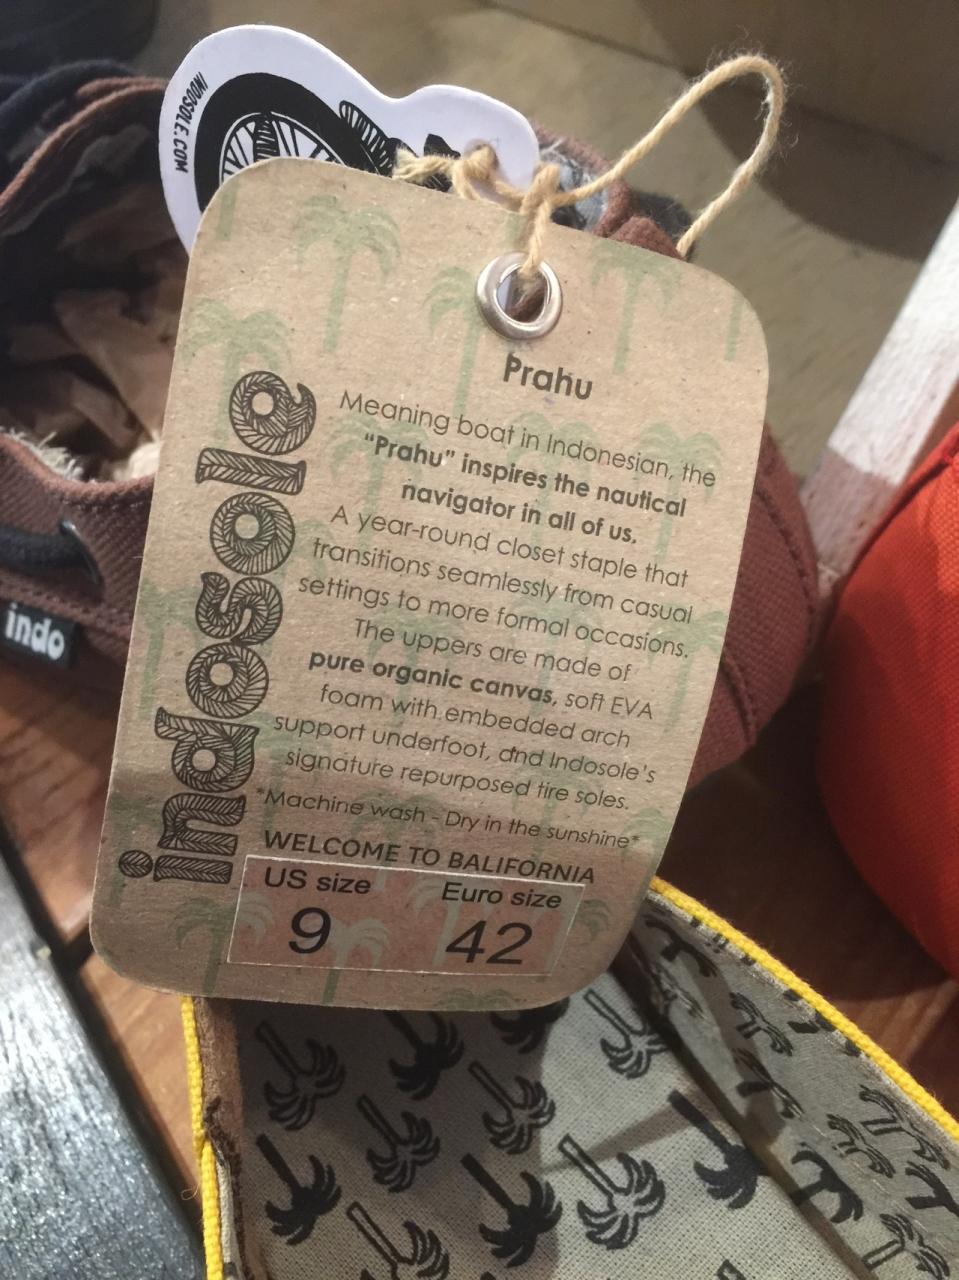 INDOSOLE.COM
Prahu
Meaning boat in Indonesian, the
“Prahu” inspires the nautical
navigator in all of us.
A year-round closet staple that
transitions seamlessly from casual
settings to more formal occasions.
The uppers are made of
pure organic canvas, soft EVA
foam with embedded arch
support underfoot, and Indosole's
signature repurposed tire soles.
*Machine wash - Dry in the sunshine*
WELCOME TO BALIFORNIA
US size
Euro size
9
42
indosole
indo